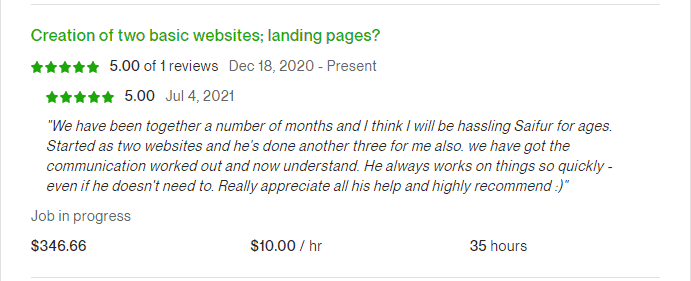 Creation of two basic websites; landing pages?
5.00 of 1 reviews Dec 18, 2020 - Present
5.00 Jul 4, 2021
"We have been together a number of months and I think I will be hassling Saifur for ages.
Started as two websites and he's done another three for me also. we have got the
communication worked out and now understand. He always works on things so quickly -
even if he doesn't need to. Really appreciate all his help and highly recommend :)"
Job in progress
$346.66 $10.00 / hr 35 hours